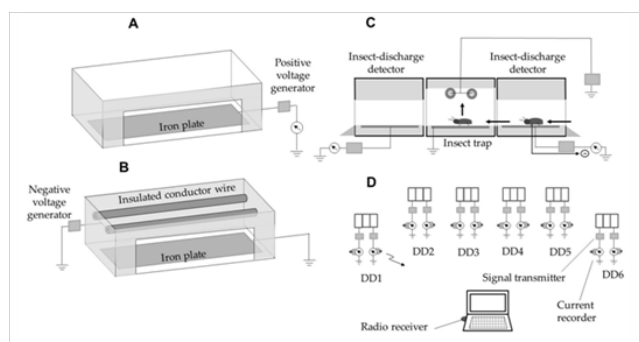 A
Positive
voltage
generator
Iron plate
B
Negative
voltage
generator
Insulated conductor wire
Iron plate
C
Insect-discharge
detector
Insect-discharge
detector
Insect trap
D
DD1
DD2
DD3
DD4
DD5
DD6
Signal transmitter
Current
recorder
Radio receiver